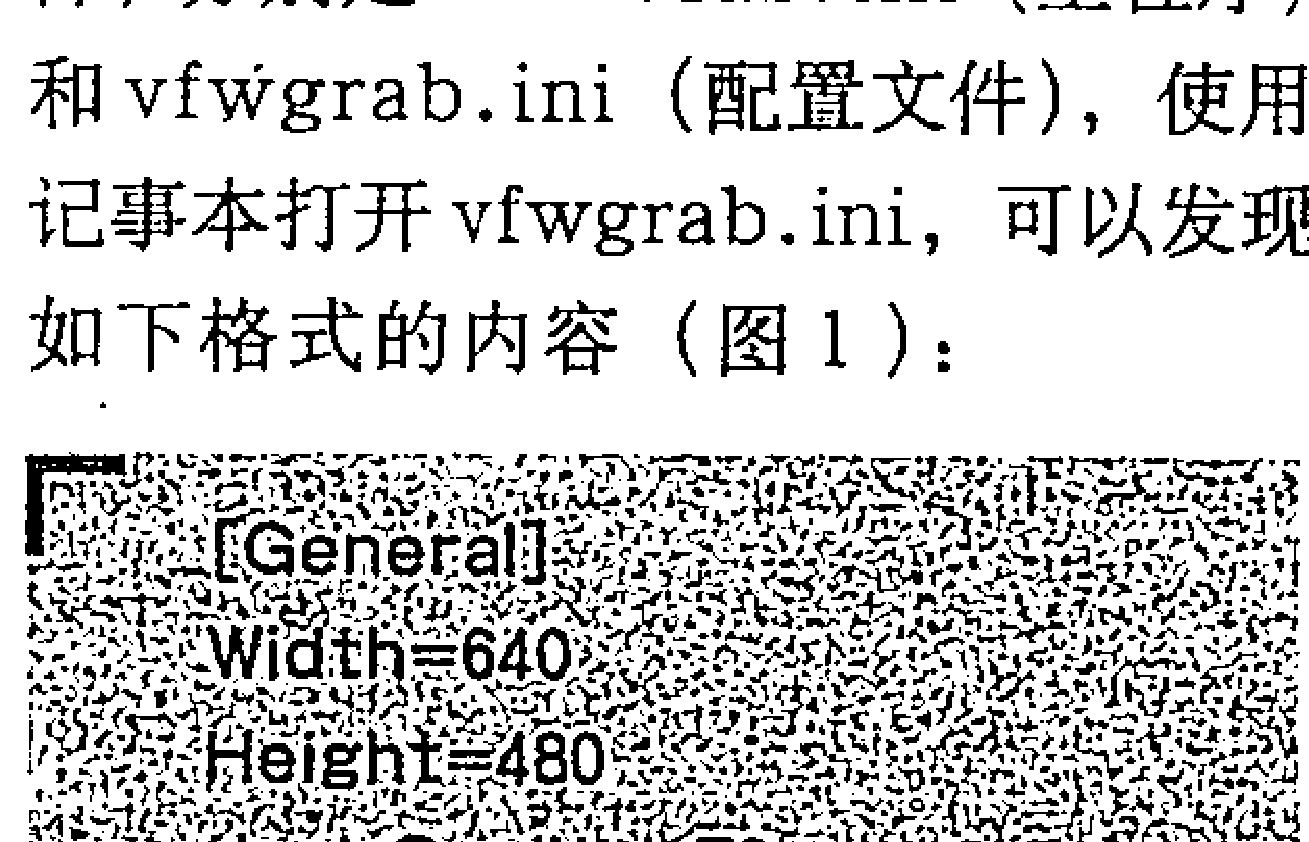 和vfwgrab.ini（配置文件），使用
记事本打开vfwgrab.ini，可以发现
如下格式的内容（图1）：
[General]
Width=640
Height=480